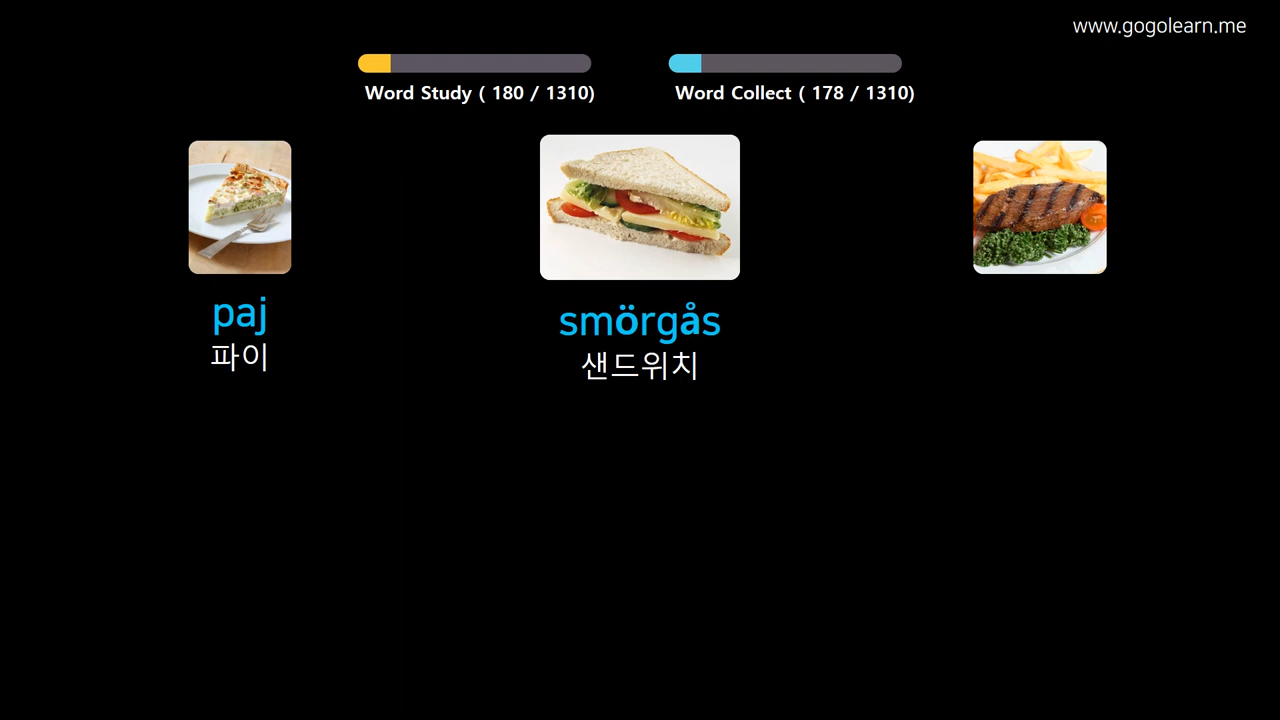 www.gogolearn.me
Word Study ( 180 / 1310)
Word Collect ( 178 / 1310)
paj
파이
smörgås
샌드위치